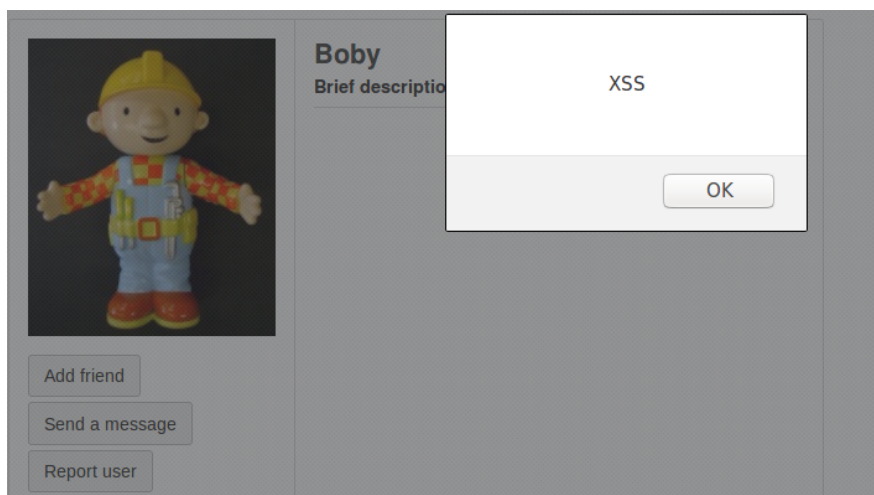 Boby
Brief descriptio
XSS
OK
Add friend
Send a message
Report user